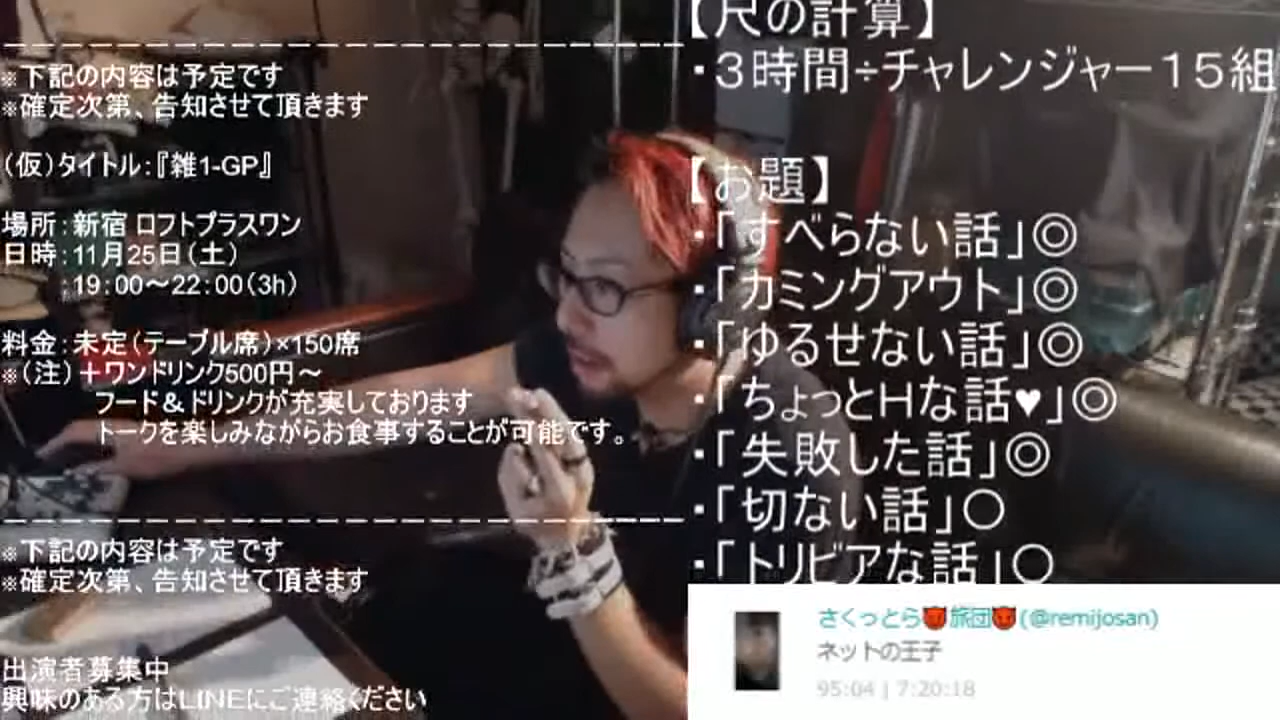 ※下記の内容は予定です
※確定次第、告知させて頂きます
（仮）タイトル：『雑1-GP』
場所：新宿 ロフトプラスワン
日時：11月25日（土）
：19：00～22：00（3h）
料金：未定（テーブル席）×150席
※（注）＋ワンドリンク500円～
フード＆ドリンクが充実しております
トークを楽しみながらお食事することが可能です。
※下記の内容は予定です
※確定次第、告知させて頂きます
出演者募集中
興味のある方はLINEにご連絡ください
【尺の計算】
・３時間÷チャレンジャー１５組
【お題】
・「すべらない話」◎
・「カミングアウト」◎
・「ゆるせない話」◎
・「ちょっとHな話♥」◎
・「失敗した話」◎
・「切ない話」〇
・「トリビアな話」〇
さくっとら😈旅団😈(@remijosan)
ネットの王子
95:04 | 7:20:18